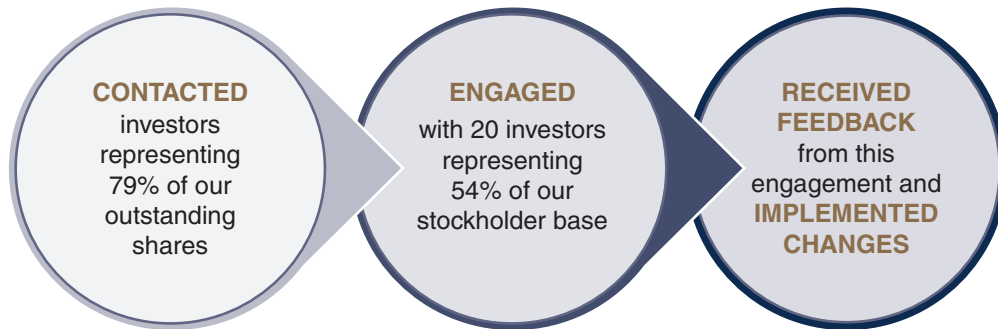 CONTACTED
investors
representing
79% of our
outstanding
shares
ENGAGED
with 20 investors
representing
54% of our
stockholder base
RECEIVED
FEEDBACK
from this
engagement and
IMPLEMENTED
CHANGES